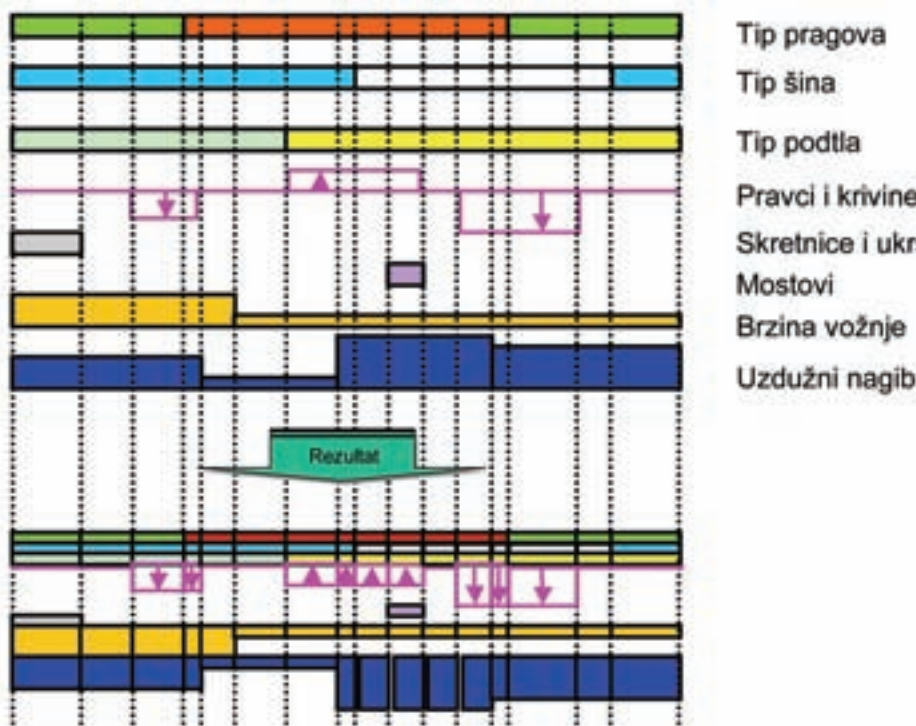 Tip pragova
Tip šina
Tip podtla
Pravci i krivine
Skretnice i ukr
Mostovi
Brzina vožnje
Uzdužni nagib
Rezultat